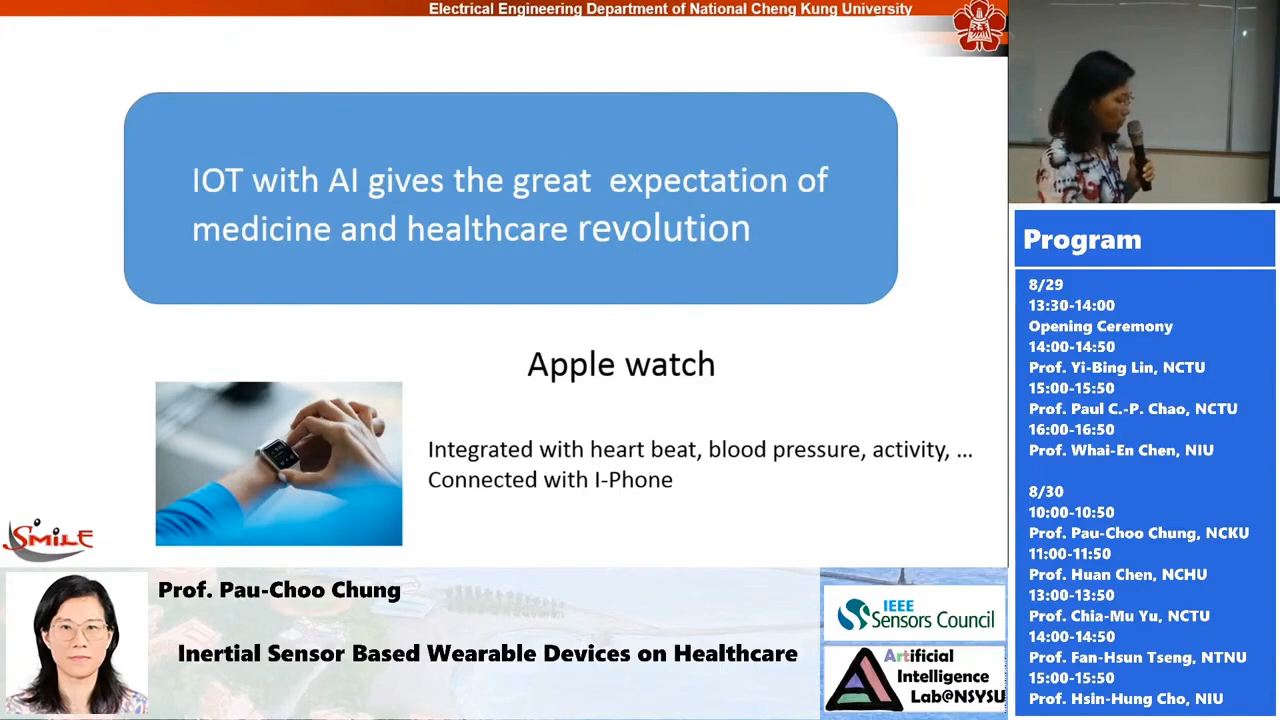 Electrical Engineering Department of National Cheng Kung University
IOT with AI gives the great expectation of
medicine and healthcare revolution
Apple watch
Integrated with heart beat, blood pressure, activity, ...
Connected with I-Phone
SMILE
Prof. Pau-Choo Chung
Inertial Sensor Based Wearable Devices on Healthcare
IEEE
Sensors Council
Artificial
Intelligence
Lab@NSYSU
Program
8/29
13:30-14:00
Opening Ceremony
14:00-14:50
Prof. Yi-Bing Lin, NCTU
15:00-15:50
Prof. Paul C.-P. Chao, NCTU
16:00-16:50
Prof. Whai-En Chen, NIU
8/30
10:00-10:50
Prof. Pau-Choo Chung, NCKU
11:00-11:50
Prof. Huan Chen, NCHU
13:00-13:50
Prof. Chia-Mu Yu, NCTU
14:00-14:50
Prof. Fan-Hsun Tseng, NTNU
15:00-15:50
Prof. Hsin-Hung Cho, NIU